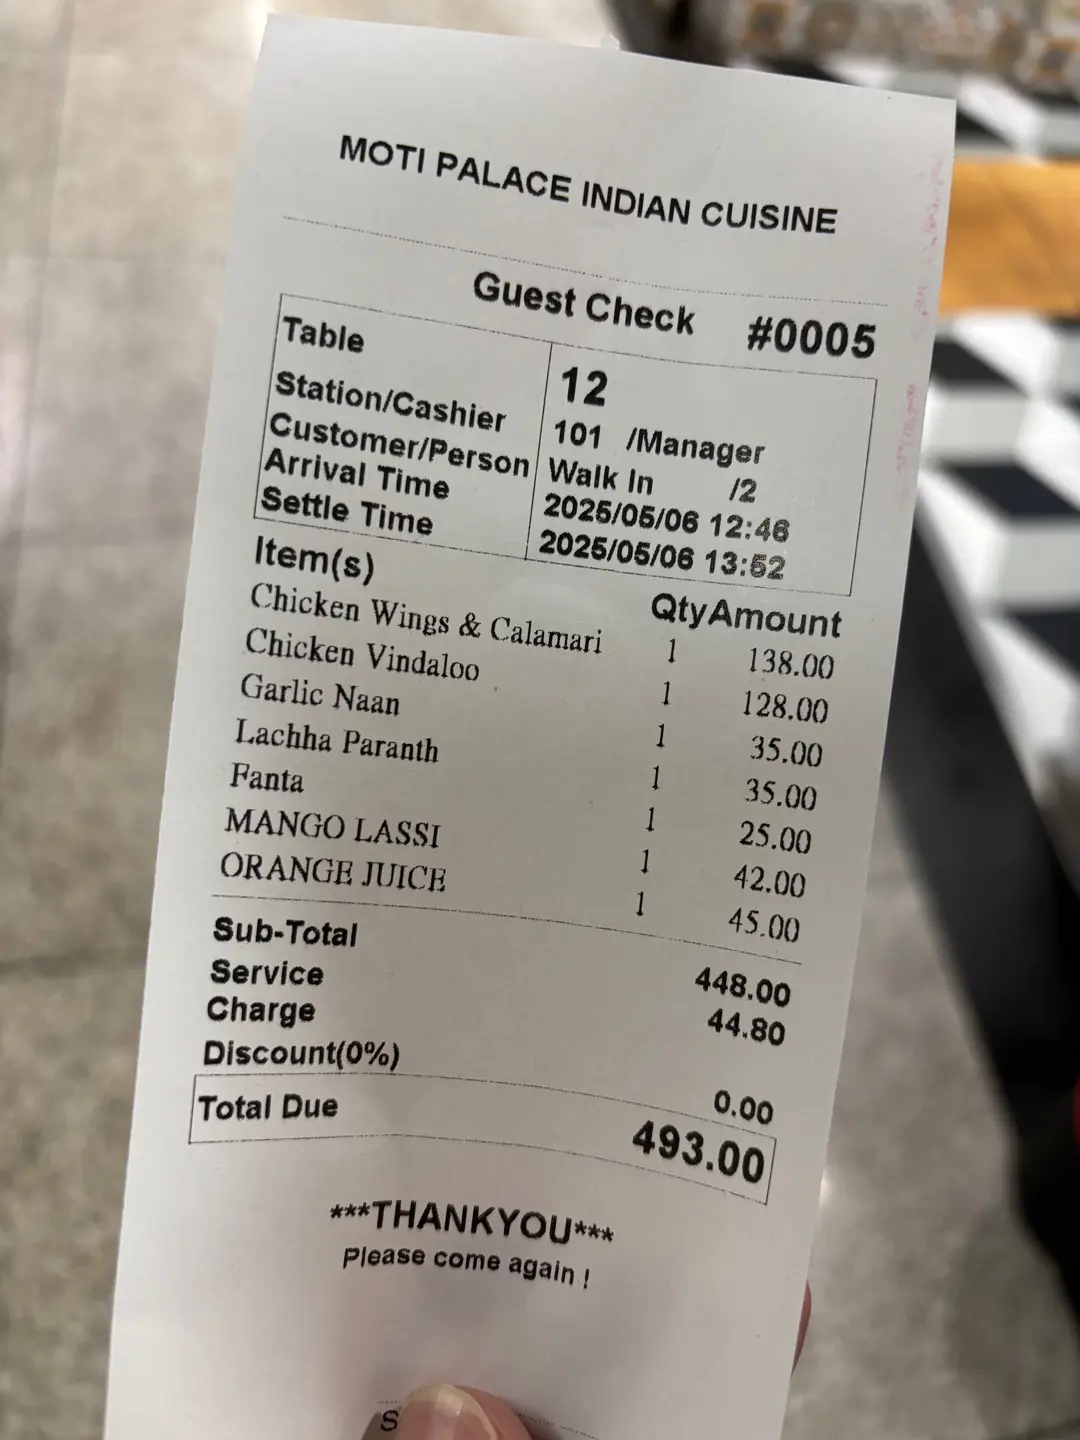 MOTI PALACE INDIAN CUISINE
Guest Check #0005
Table 12
Station/Cashier 101 /Manager
Customer/Person Walk In /2
Arrival Time 2025/05/06 12:46
Settle Time 2025/05/06 13:52
Item(s) Qty Amount
Chicken Wings & Calamari 1 138.00
Chicken Vindaloo 1 128.00
Garlic Naan 1 35.00
Lachha Paranth 1 35.00
Fanta 1 25.00
MANGO LASSI 1 42.00
ORANGE JUICE 1 45.00
Sub-Total 448.00
Service 44.80
Charge
Discount(0%) 0.00
Total Due 493.00
***THANKYOU***
Please come again !